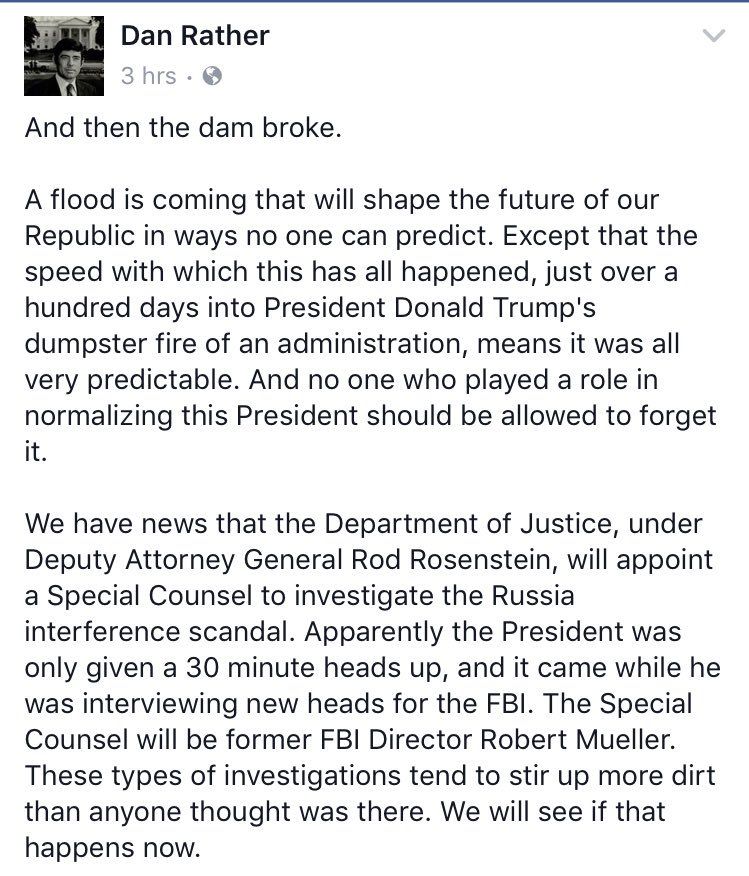 Dan Rather
3 hrs ·
And then the dam broke.
A flood is coming that will shape the future of our
Republic in ways no one can predict. Except that the
speed with which this has all happened, just over a
hundred days into President Donald Trump's
dumpster fire of an administration, means it was all
very predictable. And no one who played a role in
normalizing this President should be allowed to forget
it.
We have news that the Department of Justice, under
Deputy Attorney General Rod Rosenstein, will appoint
a Special Counsel to investigate the Russia
interference scandal. Apparently the President was
only given a 30 minute heads up, and it came while he
was interviewing new heads for the FBI. The Special
Counsel will be former FBI Director Robert Mueller.
These types of investigations tend to stir up more dirt
than anyone thought was there. We will see if that
happens now.